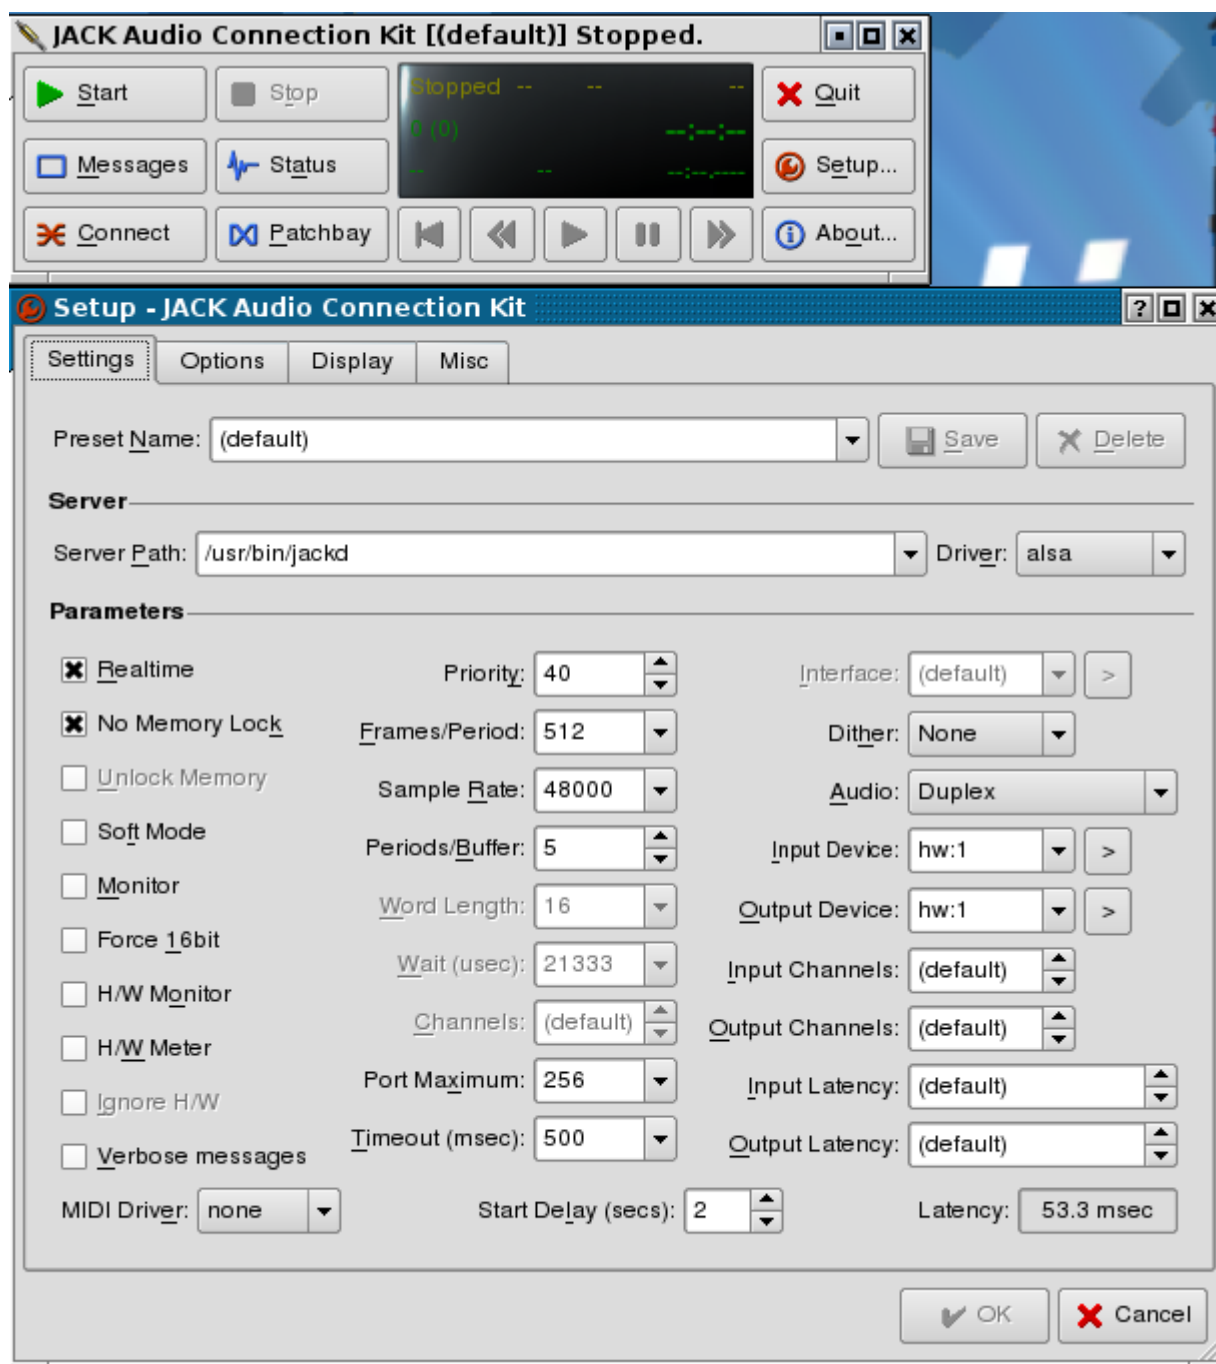 JACK Audio Connection Kit [(default)] Stopped.
Start Stop Stopped -- -- -- Quit
0 (0) --:--:--
Messages Status -- -- --:--.---- Setup...
Connect Patchbay About...
Setup - JACK Audio Connection Kit ?
Settings Options Display Misc
Preset Name: (default) Save Delete
Server
Server Path: /usr/bin/jackd Driver: alsa
Parameters
Realtime Priority: 40 Interface: (default) >
No Memory Lock Frames/Period: 512 Dither: None
Unlock Memory Sample Rate: 48000 Audio: Duplex
Soft Mode Periods/Buffer: 5 Input Device: hw:1 >
Monitor Word Length: 16 Output Device: hw:1 >
Force 16bit Wait (usec): 21333 Input Channels: (default)
H/W Monitor Channels: (default) Output Channels: (default)
H/W Meter Port Maximum: 256 Input Latency: (default)
Ignore H/W Timeout (msec): 500 Output Latency: (default)
Verbose messages
MIDI Driver: none Start Delay (secs): 2 Latency: 53.3 msec
OK Cancel